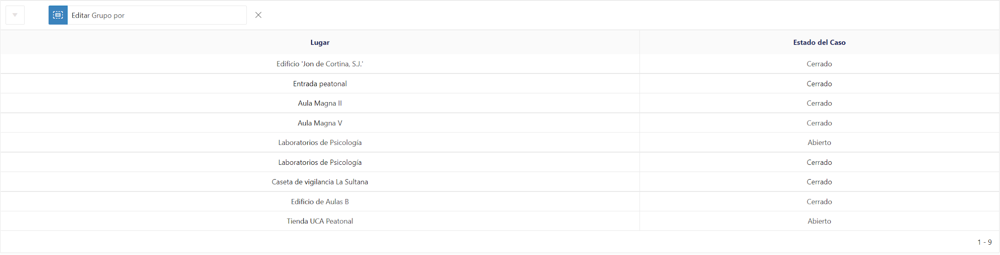 Editar Grupo por
Lugar Estado del Caso
Edificio 'Jon de Cortina, S.J.' Cerrado
Entrada peatonal Cerrado
Aula Magna II Cerrado
Aula Magna V Cerrado
Laboratorios de Psicología Abierto
Laboratorios de Psicología Cerrado
Caseta de vigilancia La Sultana Cerrado
Edificio de Aulas B Cerrado
Tienda UCA Peatonal Abierto
1 - 9